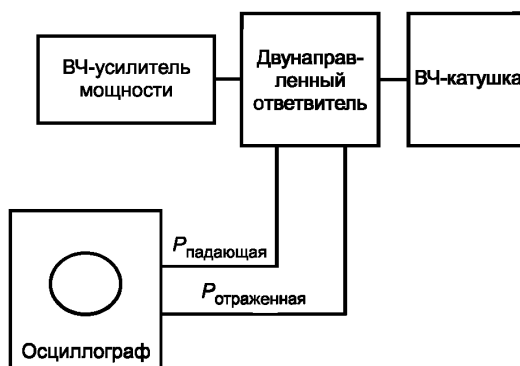 ВЧ-усилитель
мощности
Двунаправ-
ленный
ответвитель
ВЧ-катушка
Pпадающая
Pотраженная
Осциллограф